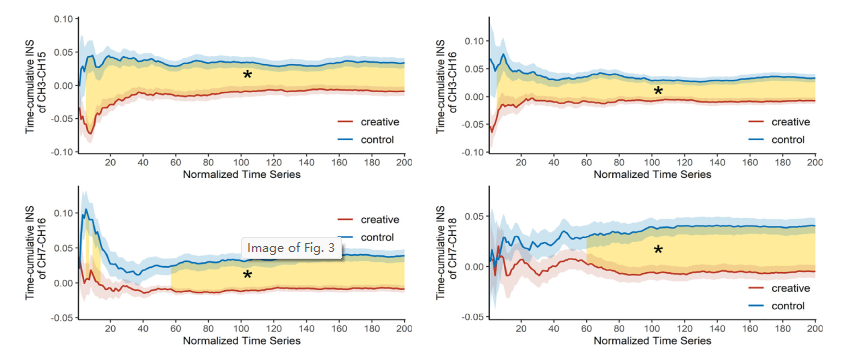 Time-cumulative INS
of CH3-CH15
0.10
0.05
0.00
-0.05
-0.10
*
creative
control
20 40 60 80 100 120 140 160 180 200
Normalized Time Series
Time-cumulative INS
of CH3-CH16
0.10
0.05
0.00
-0.05
-0.10
*
creative
control
20 40 60 80 100 120 140 160 180 200
Normalized Time Series
Time-cumulative INS
of CH7-CH16
0.10
0.05
0.00
-0.05
creative
control
Image of Fig. 3
*
20 40 60 80 100 120 140 160 180 200
Normalized Time Series
Time-cumulative INS
of CH7-CH18
0.05
0.00
-0.05
*
creative
control
20 40 60 80 100 120 140 160 180 200
Normalized Time Series